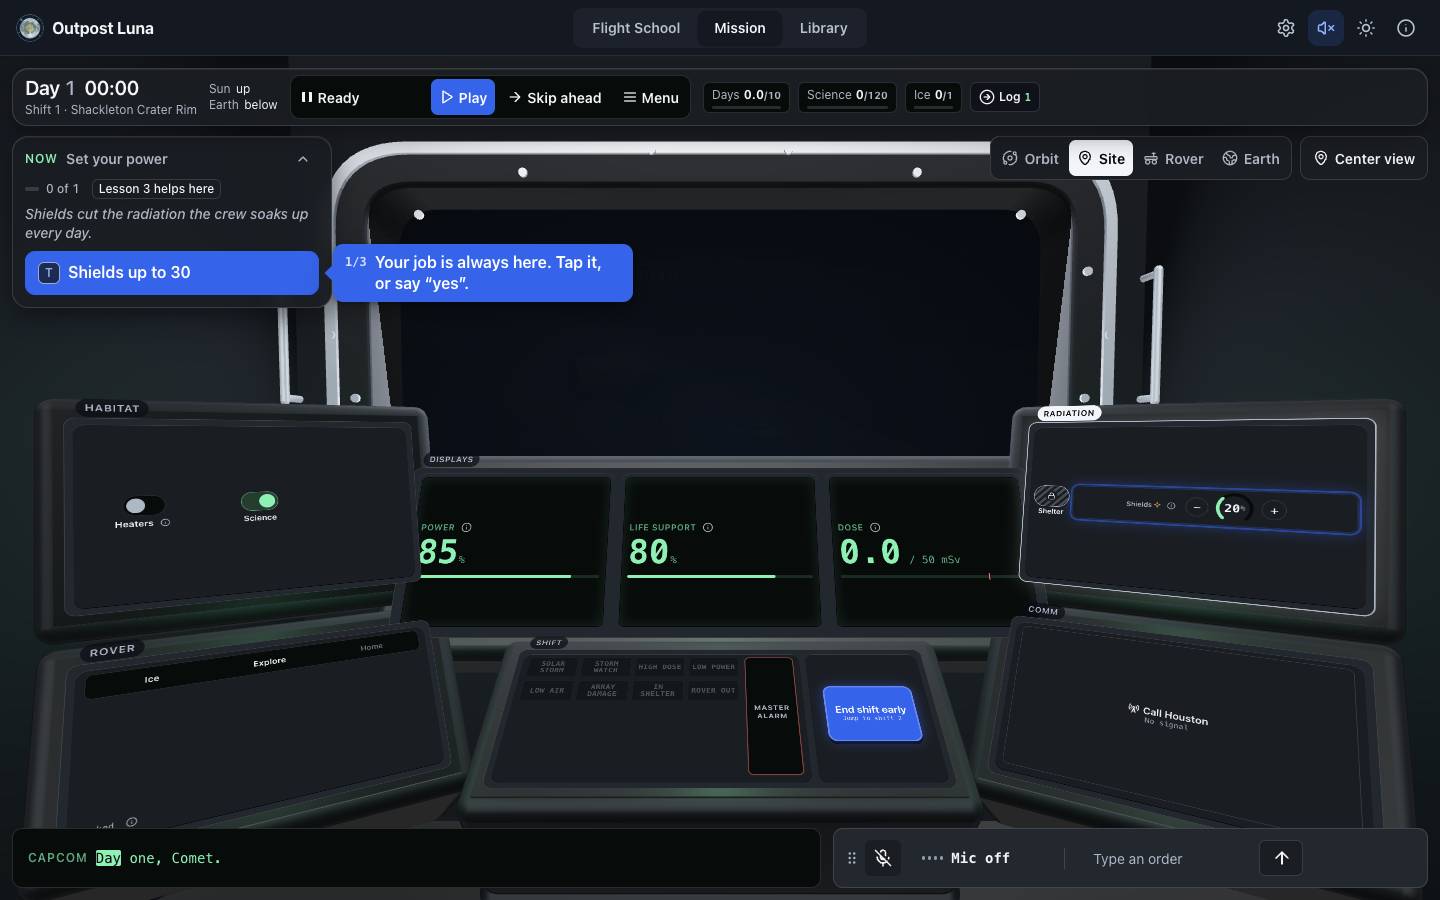 Outpost Luna
Flight School
Mission
Library
Day 1 00:00
Shift 1 · Shackleton Crater Rim
Sun up
Earth below
Ready
Play
Skip ahead
Menu
Days 0.0/10
Science 0/120
Ice 0/1
Log 1
NOW Set your power
0 of 1
Lesson 3 helps here
Shields cut the radiation the crew soaks up
every day.
T Shields up to 30
1/3 Your job is always here. Tap it,
or say “yes”.
Orbit
Site
Rover
Earth
Center view
HABITAT
Heaters
Science
DISPLAYS
POWER
85%
LIFE SUPPORT
80%
DOSE
0.0 / 50 mSv
RADIATION
Shelter
Shields
− 20% +
ROVER
Ice
Explore
Home
SHIFT
SOLAR
STORM
STORM
WATCH
HIGH DOSE
LOW POWER
LOW AIR
ARRAY
DAMAGE
IN
SHELTER
ROVER OUT
MASTER
ALARM
End shift early
Jump to shift 2
COMM
Call Houston
No signal
CAPCOM Day one, Comet.
Mic off
Type an order